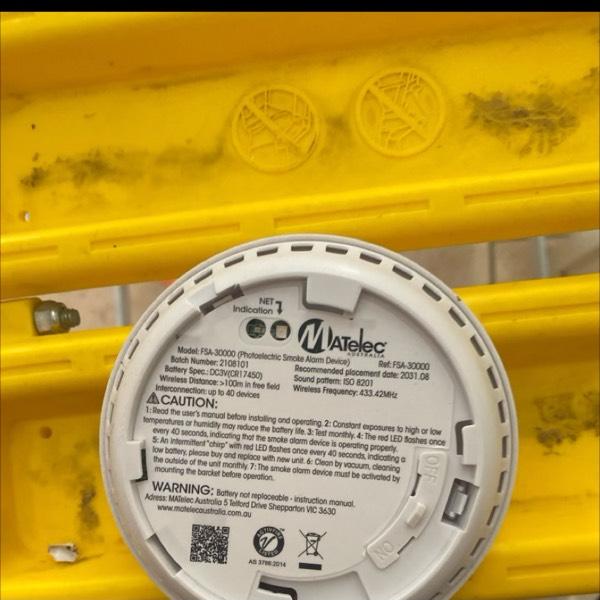 NET
Indication
MATelec
AUSTRALIA
Model: FSA-30000 (Photoelectric Smoke Alarm Device)
Ref: FSA-30000
Batch Number: 2108101
Recommended placement date: 2031.08
Battery Spec.: DC3V(CR17450)
Sound pattern: ISO 8201
Wireless Distance: >100m in free field
Wireless Frequency: 433.42MHz
Interconnection: up to 40 devices
CAUTION:
1: Read the user's manual before installing and operating. 2: Constant exposures to high or low
temperatures or humidity may reduce the battery life. 3: Test monthly. 4: The red LED flashes once
every 40 seconds, indicating that the smoke alarm device is operating properly.
5: An intermittent "chirp" with red LED flashes once every 40 seconds, indicating a
low battery, please buy and replace with new unit. 6: Clean by vacuum, cleaning
the outside of the unit monthly. 7: The smoke alarm device must be activated by
mounting the bracket before operation.
WARNING: Battery not replaceable - instruction manual.
Adress: MATelec Australia 5 Telford Drive Shepparton VIC 3630
www.matelecaustralia.com.au
OFF
ON
AS 3786:2014